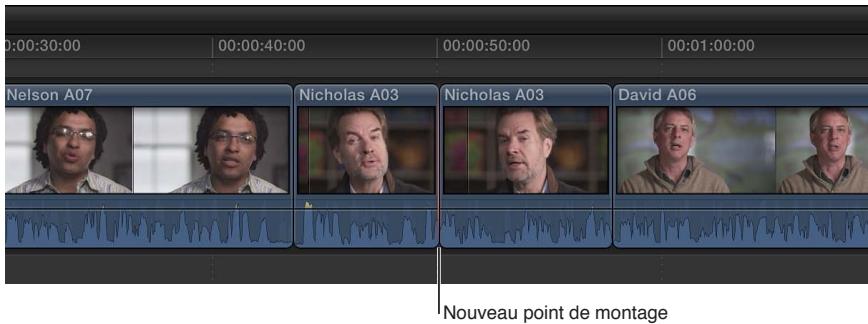 0:00:30:00
00:00:40:00
00:00:50:00
00:01:00:00
Nelson A07
Nicholas A03
Nicholas A03
David A06
Nouveau point de montage